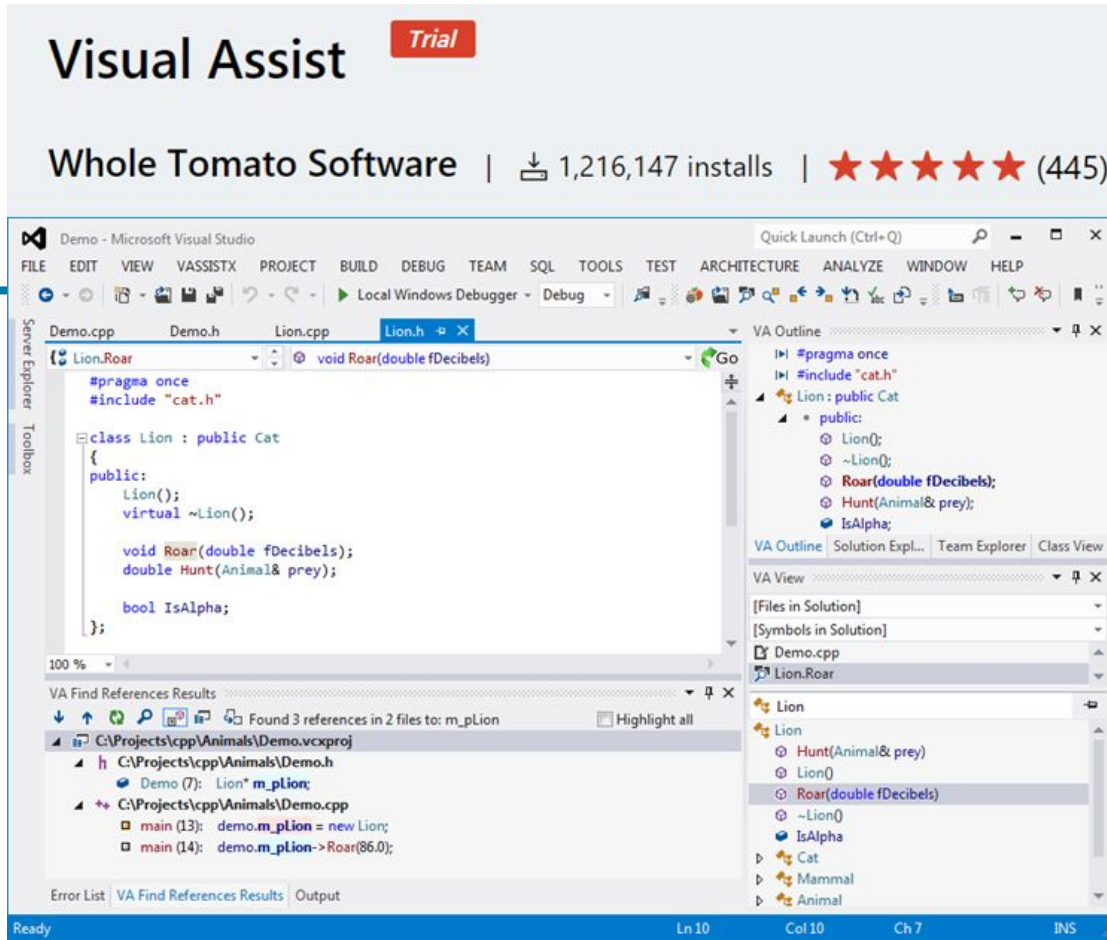 Visual Assist Trial
Whole Tomato Software | 1,216,147 installs | (445)
Demo - Microsoft Visual Studio
Quick Launch (Ctrl+Q)
FILE EDIT VIEW VASSISTX PROJECT BUILD DEBUG TEAM SQL TOOLS TEST ARCHITECTURE ANALYZE WINDOW HELP
Local Windows Debugger Debug
Server Explorer
Toolbox
Demo.cpp Demo.h Lion.cpp Lion.h
Lion.Roar void Roar(double fDecibels) Go
#pragma once
#include "cat.h"
class Lion : public Cat
{
public:
Lion();
virtual ~Lion();
void Roar(double fDecibels);
double Hunt(Animal& prey);
bool IsAlpha;
};
100 %
VA Find References Results
Found 3 references in 2 files to: m_pLion Highlight all
C:\Projects\cpp\Animals\Demo.vcxproj
h C:\Projects\cpp\Animals\Demo.h
Demo (7): Lion* m_pLion;
++ C:\Projects\cpp\Animals\Demo.cpp
main (13): demo.m_pLion = new Lion;
main (14): demo.m_pLion->Roar(86.0);
Error List VA Find References Results Output
VA Outline
#pragma once
#include "cat.h"
Lion : public Cat
public:
Lion();
~Lion();
Roar(double fDecibels);
Hunt(Animal& prey);
IsAlpha;
VA Outline Solution Expl... Team Explorer Class View
VA View
[Files in Solution]
[Symbols in Solution]
Demo.cpp
Lion.Roar
Lion
Lion
Hunt(Animal& prey)
Lion()
Roar(double fDecibels)
~Lion()
IsAlpha
Cat
Mammal
Animal
Ready Ln 10 Col 10 Ch 7 INS